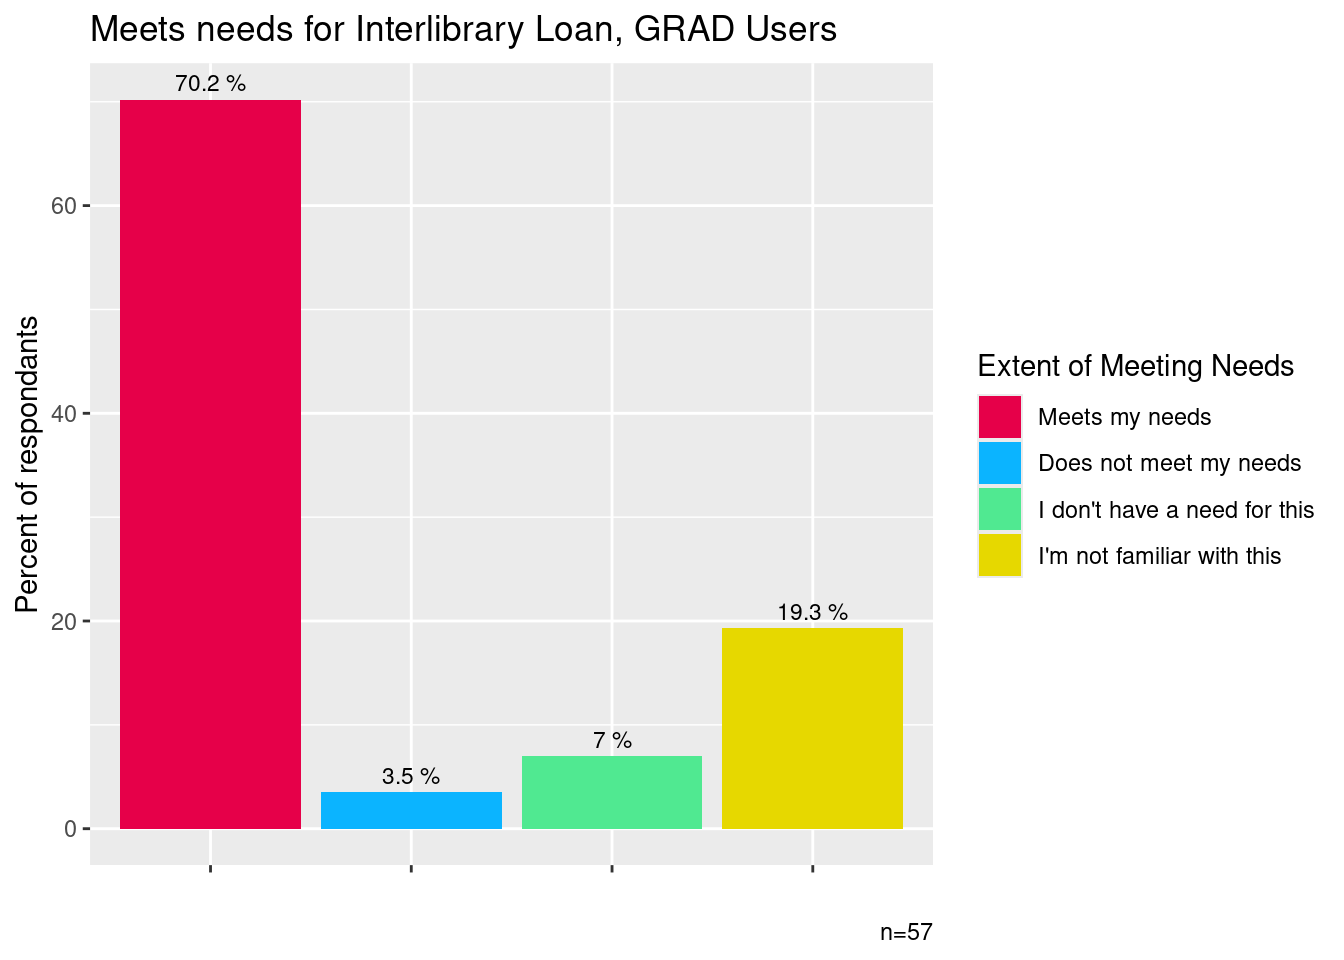 Meets needs for Interlibrary Loan, GRAD Users
70.2 %
3.5 %
7 %
19.3 %
60
40
20
0
Percent of respondants
Extent of Meeting Needs
Meets my needs
Does not meet my needs
I don't have a need for this
I'm not familiar with this
n=57